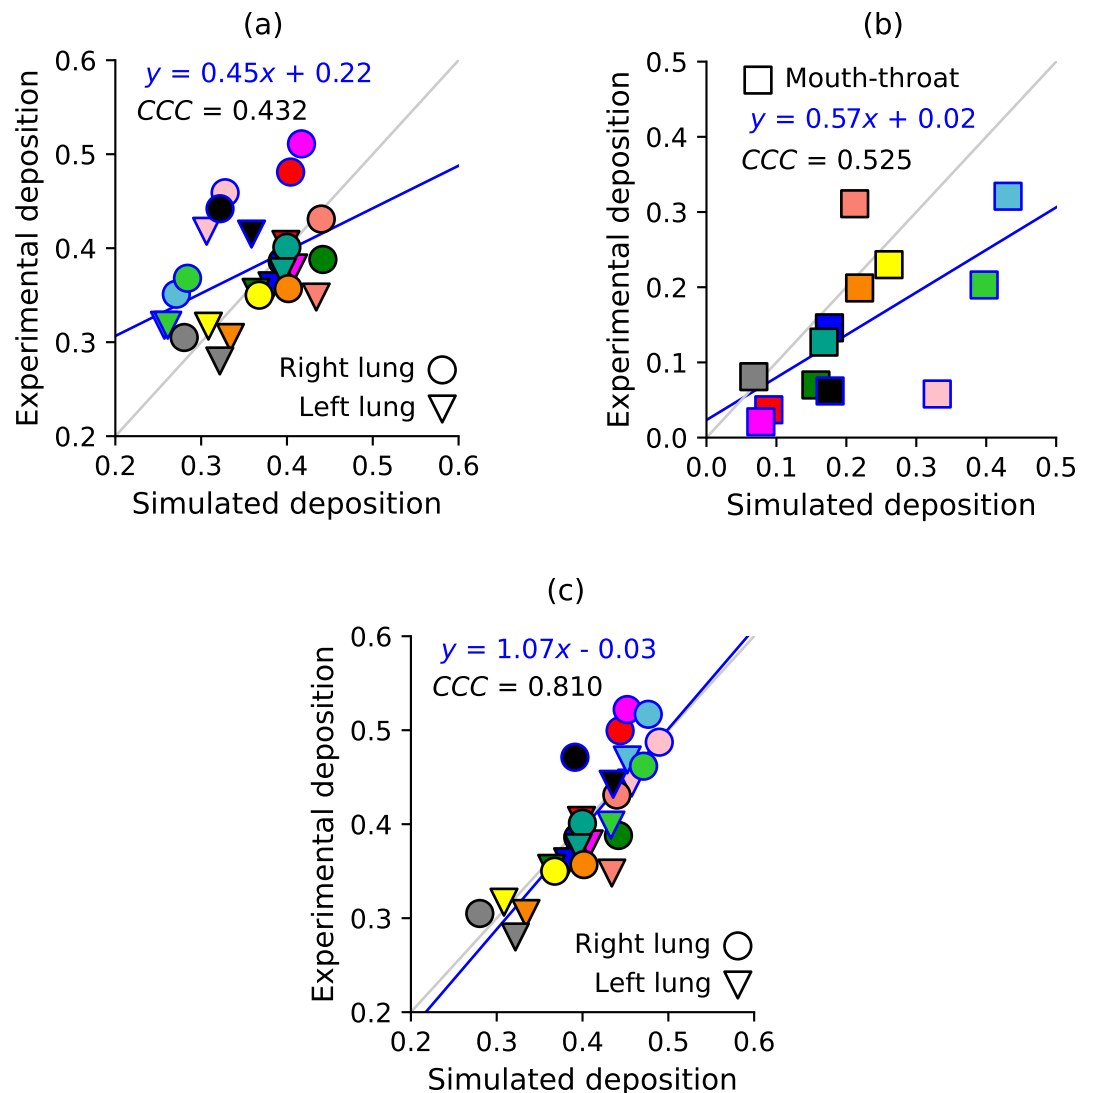 (a)
y = 0.45x + 0.22
CCC = 0.432
Experimental deposition
0.6
0.5
0.4
0.3
0.2
Right lung
Left lung
0.2 0.3 0.4 0.5 0.6
Simulated deposition
(b)
Mouth-throat
y = 0.57x + 0.02
CCC = 0.525
Experimental deposition
0.5
0.4
0.3
0.2
0.1
0.0
0.0 0.1 0.2 0.3 0.4 0.5
Simulated deposition
(c)
y = 1.07x - 0.03
CCC = 0.810
Experimental deposition
0.6
0.5
0.4
0.3
0.2
Right lung
Left lung
0.2 0.3 0.4 0.5 0.6
Simulated deposition